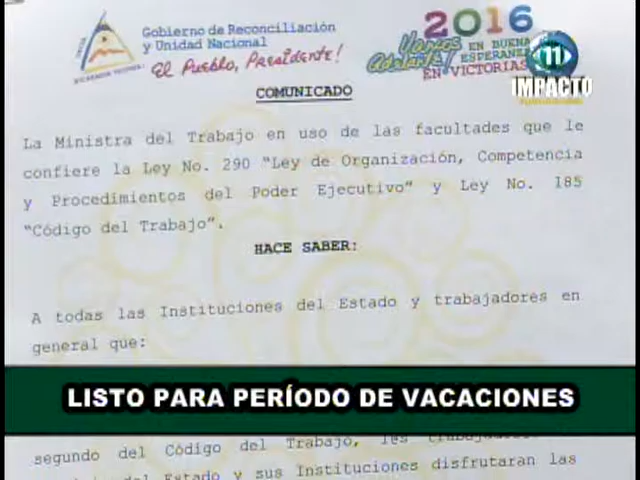 Gobierno de Reconciliación
y Unidad Nacional
El Pueblo, Presidente!
2016
Vamos
Adelante!
EN BUENA
ESPERANZA
EN VICTORIAS
11
IMPACTO
COMUNICADO
La Ministra del Trabajo en uso de las facultades que le
confiere la Ley No. 290 "Ley de Organización, Competencia
y Procedimientos del Poder Ejecutivo" y Ley No. 185
"Código del Trabajo".
HACE SABER:
A todas las Instituciones del Estado y trabajadores en
general que:
LISTO PARA PERÍODO DE VACACIONES
segundo del Código del Trabajo, l@s
del Estado y sus Instituciones disfrutaran las